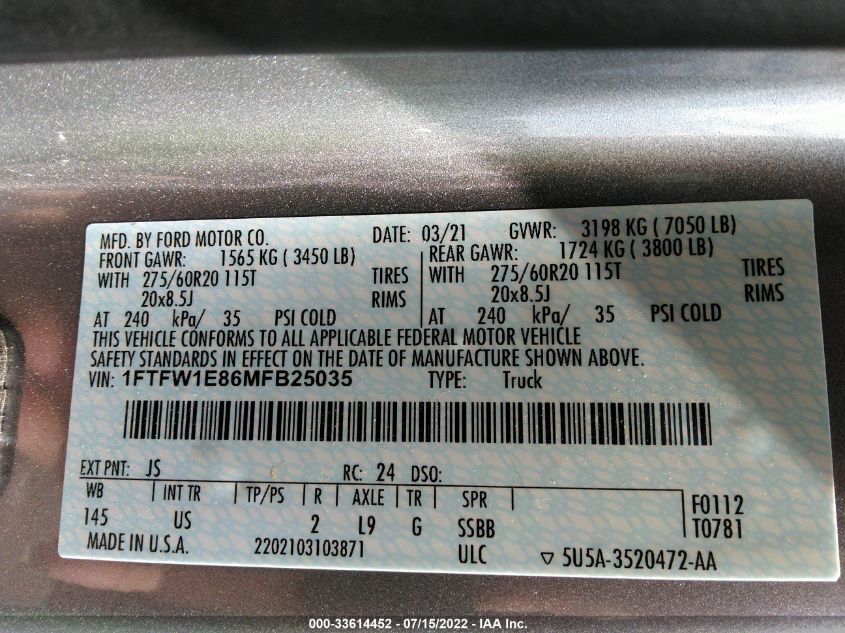 MFD. BY FORD MOTOR CO. DATE: 03/21 GVWR: 3198 KG ( 7050 LB)
FRONT GAWR: 1565 KG ( 3450 LB) REAR GAWR: 1724 KG ( 3800 LB)
WITH 275/60R20 115T TIRES WITH 275/60R20 115T TIRES
20x8.5J RIMS 20x8.5J RIMS
AT 240 kPa/ 35 PSI COLD AT 240 kPa/ 35 PSI COLD
THIS VEHICLE CONFORMS TO ALL APPLICABLE FEDERAL MOTOR VEHICLE
SAFETY STANDARDS IN EFFECT ON THE DATE OF MANUFACTURE SHOWN ABOVE.
VIN: 1FTFW1E86MFB25035 TYPE: Truck
EXT PNT: JS RC: 24 DSO:
WB INT TR TP/PS R AXLE TR SPR F0112
145 US 2 L9 G SSBB T0781
MADE IN U.S.A. 2202103103871 ULC ▽ 5U5A-3520472-AA
000-33614452 - 07/15/2022 - IAA Inc.